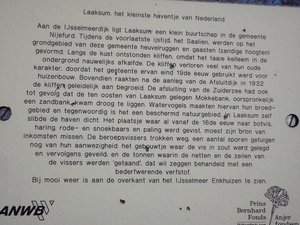 Laaksum, het kleinste haventje van Nederland
Aan de IJsselmeerdijk ligt Laaksum een klein buurtschap in de gemeente
Nijefurd Tijdens de voorlaatste ijstijd, het Saalien, werden op het
grondgebied van deze gemeente heuvelruggen en gaasten (zandige hoogten)
gevormd. Langs de kust ontstonden kliffen, omdat het taaie keileem in de
ondergrond nauwelijks afkalfde. De kliffen verloren veel van hun oude
karakter, doordat het gesteente ervan eind 19de eeuw gebruikt werd voor
huizenbouw. Bovendien raakten de na aanleg van de Afsluitdijk in 1932
de kliffen geleidelijk aan begroeid. De afsluiting van de Zuiderzee had ook
tot gevolg dat de ten oosten van Laaksum gelegen Mokkebank, oorspronkelijk
een zandbank, kwam droog te liggen. Watervogels maakten hiervan hun broed-
gebied en tegenwoordig is het een beschermd natuurgebied. In Laaksum zelf
slibde de haven dicht. Het plaatsje waar al vanaf de 16de eeuw naar botvis,
haring, rode- en snoekbaars en paling werd gevist, moest zijn bron van
inkomsten missen. De beroepsvissers trokken weg, een aantal sporen getuigen
nog van hun aanwezigheid het gebouwtje waar de vis in zout werd gelegd
en vervolgens geveild, en de tonnen waarin de netten en de zeilen van
de vissers werden 'getaand', dat wil zeggen behandeld met een
bederfwerende verfstof.
Bij mooi weer is aan de overkant van het IJsselmeer Enkhuizen te zien.
ANWB
Prins
Bernhard
Fonds
Anjer